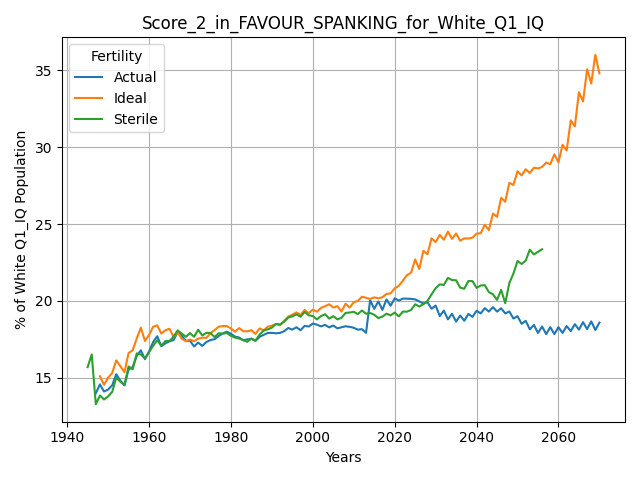 Score_2_in_FAVOUR_SPANKING_for_White_Q1_IQ
% of White Q1_IQ Population
35
30
25
20
15
Fertility
Actual
Ideal
Sterile
1940 1960 1980 2000 2020 2040 2060
Years